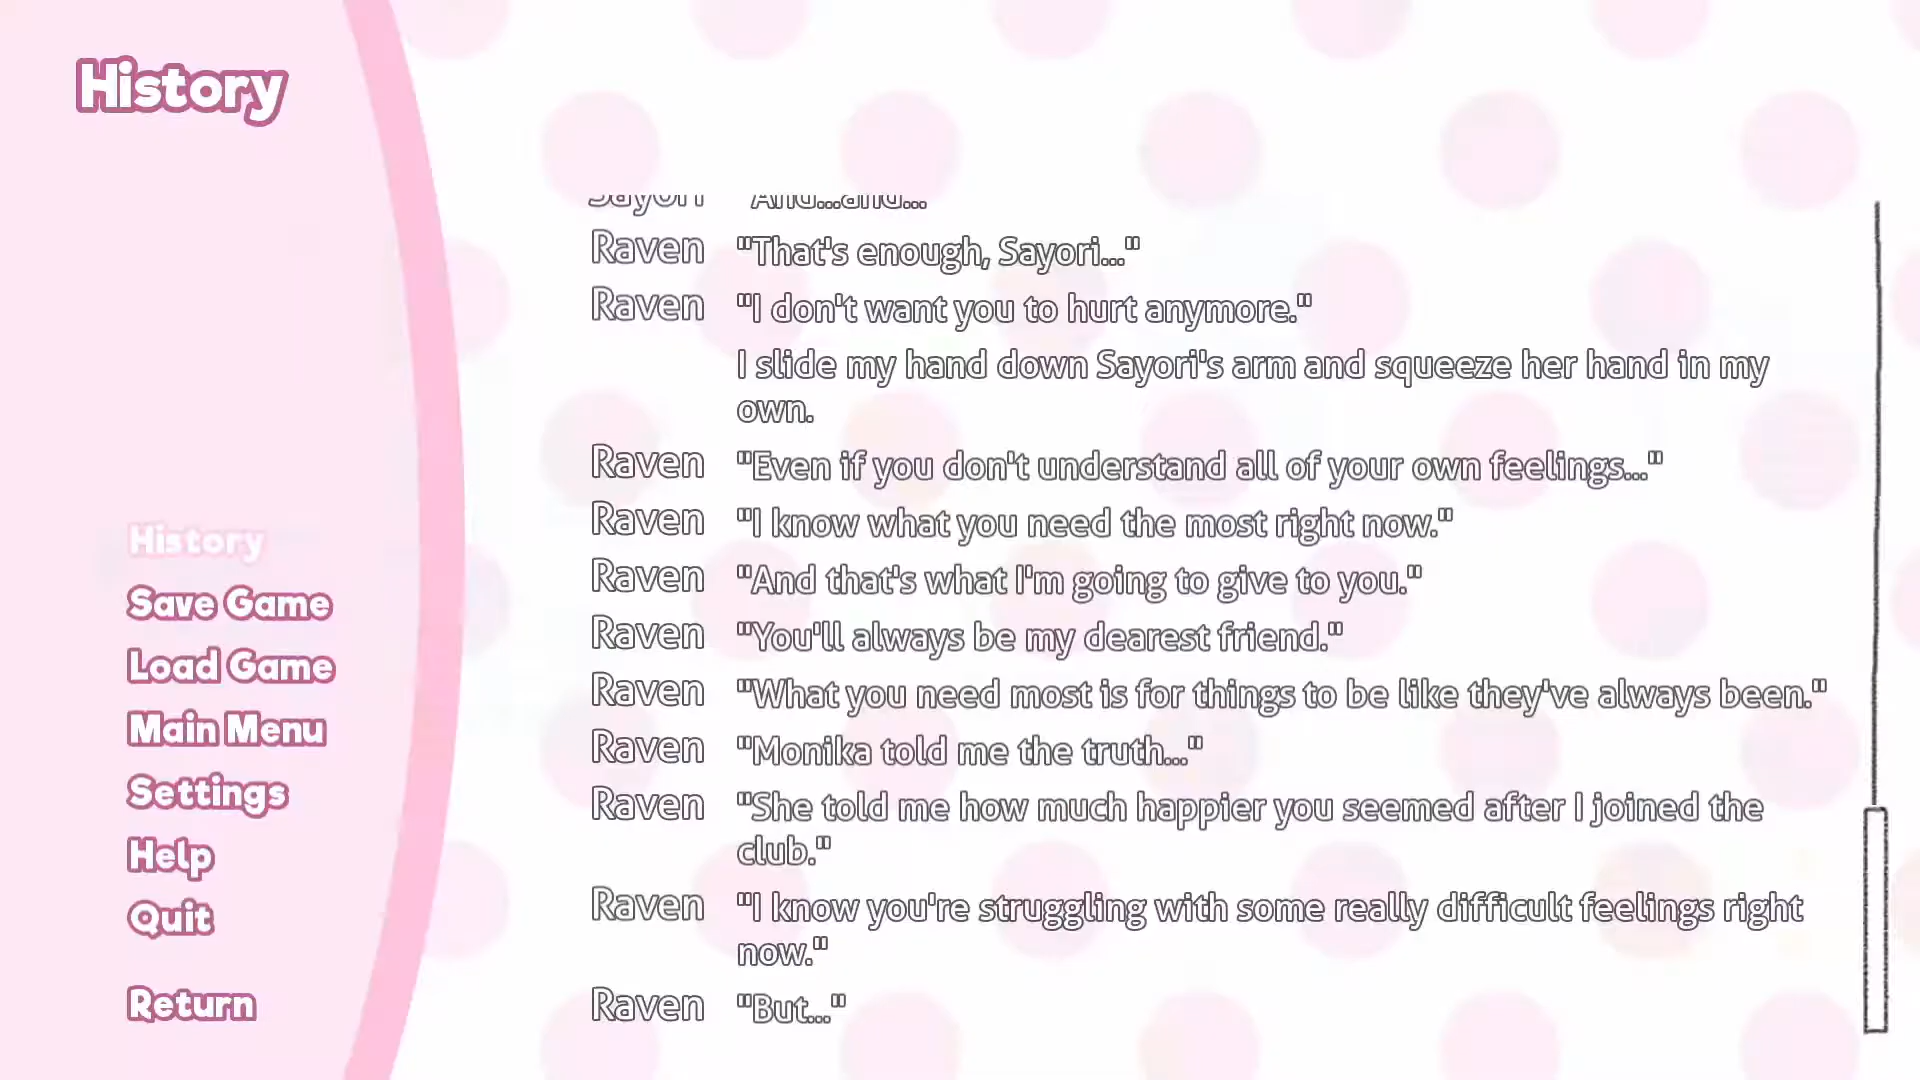 History
Sayori "And...and...
Raven "That's enough, Sayori..."
Raven "I don't want you to hurt anymore."
I slide my hand down Sayori's arm and squeeze her hand in my
own.
Raven "Even if you don't understand all of your own feelings..."
Raven "I know what you need the most right now."
Raven "And that's what I'm going to give to you."
Raven "You'll always be my dearest friend."
Raven "What you need most is for things to be like they've always been."
Raven "Monika told me the truth..."
Raven "She told me how much happier you seemed after I joined the
club."
Raven "I know you're struggling with some really difficult feelings right
now."
Raven "But..."
History
Save Game
Load Game
Main Menu
Settings
Help
Quit
Return